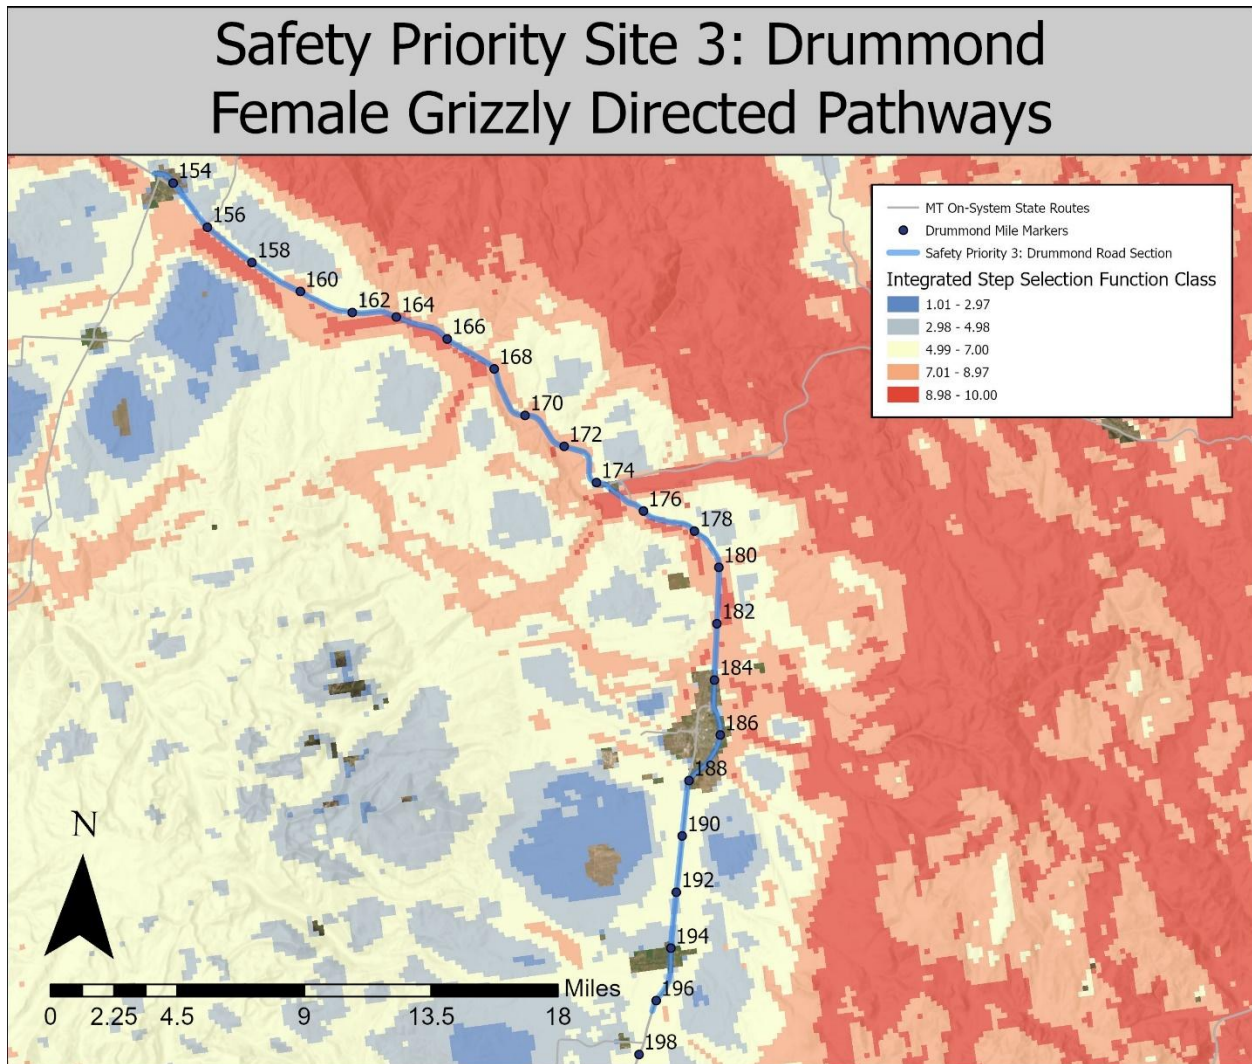 Safety Priority Site 3: Drummond
Female Grizzly Directed Pathways
MT On-System State Routes
Drummond Mile Markers
Safety Priority 3: Drummond Road Section
Integrated Step Selection Function Class
1.01 - 2.97
2.98 - 4.98
4.99 - 7.00
7.01 - 8.97
8.98 - 10.00
154
156
158
160
162
164
166
168
170
172
174
176
178
180
182
184
186
188
190
192
194
196
198
N
Miles
0 2.25 4.5 9 13.5 18